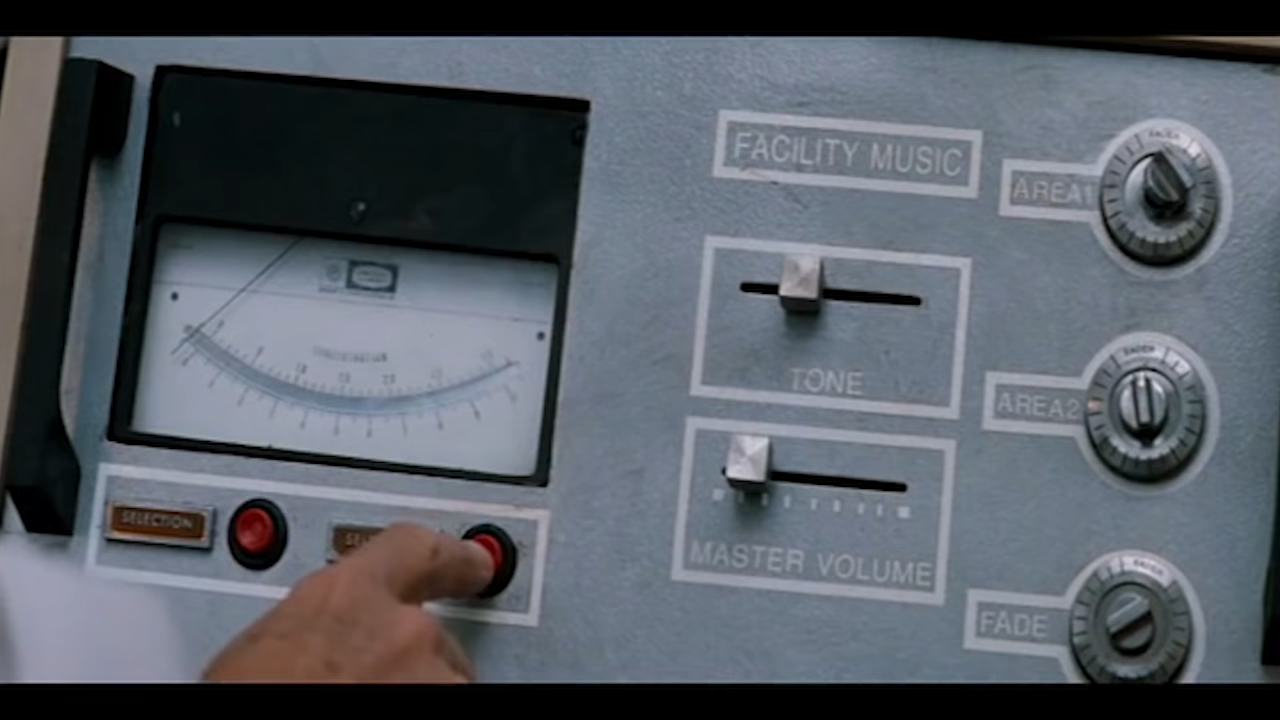 FACILITY MUSIC
AREA1
TONE
AREA2
MASTER VOLUME
SELECTION
FADE